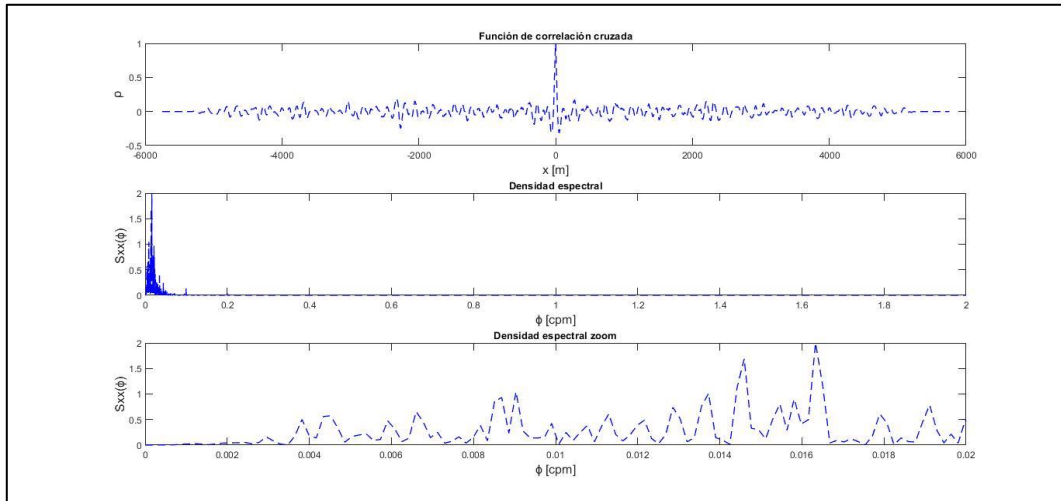 Función de correlación cruzada
1
0.5
0
-0.5
ρ
-6000 -4000 -2000 0 2000 4000 6000
x [m]
Densidad espectral
2
1.5
1
0.5
0
Sxx(ϕ)
0 0.2 0.4 0.6 0.8 1 1.2 1.4 1.6 1.8 2
ϕ [cpm]
Densidad espectral zoom
2
1.5
1
0.5
0
Sxx(ϕ)
0 0.002 0.004 0.006 0.008 0.01 0.012 0.014 0.016 0.018 0.02
ϕ [cpm]